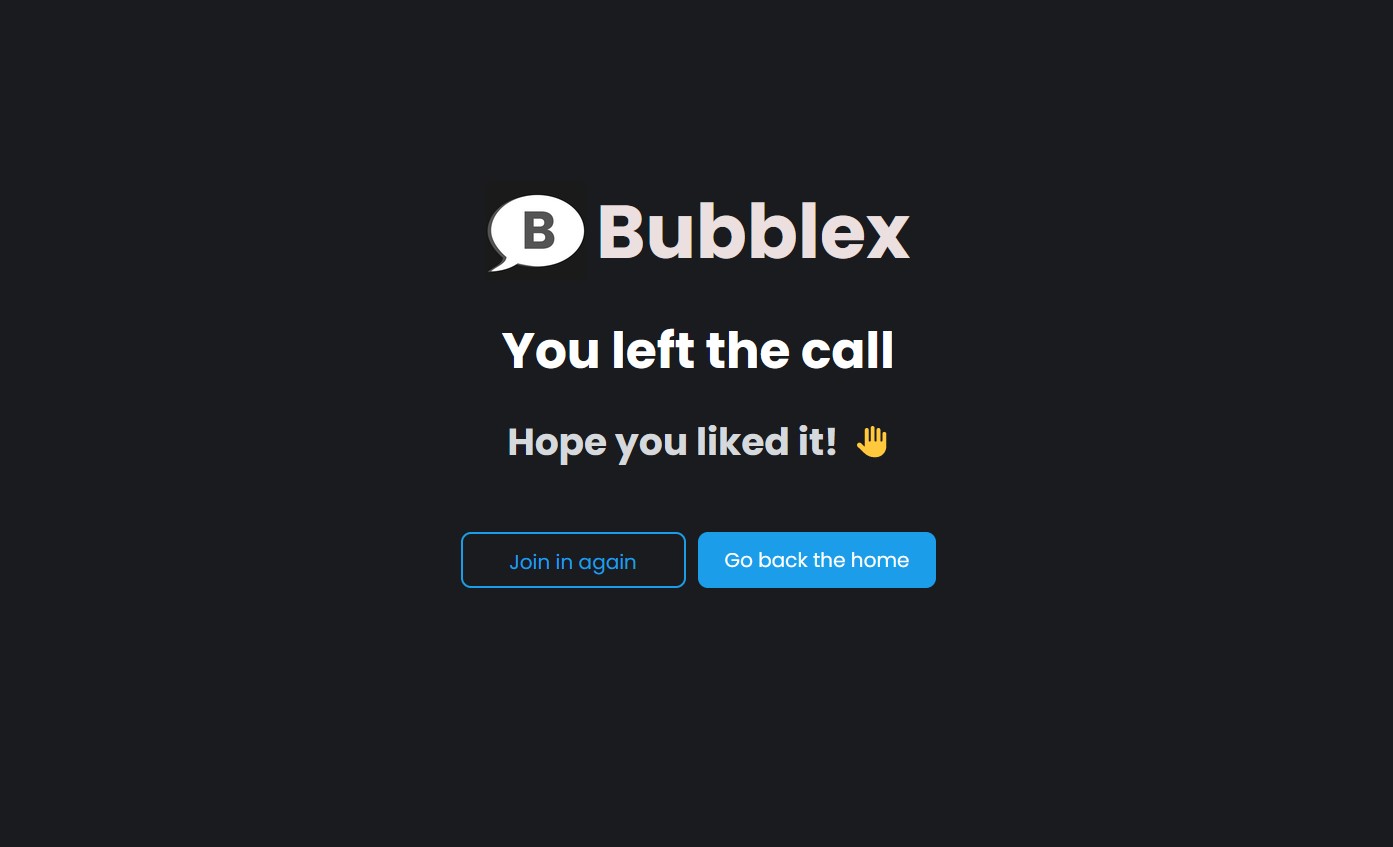 B Bubblex
You left the call
Hope you liked it! 🤚
Join in again
Go back the home